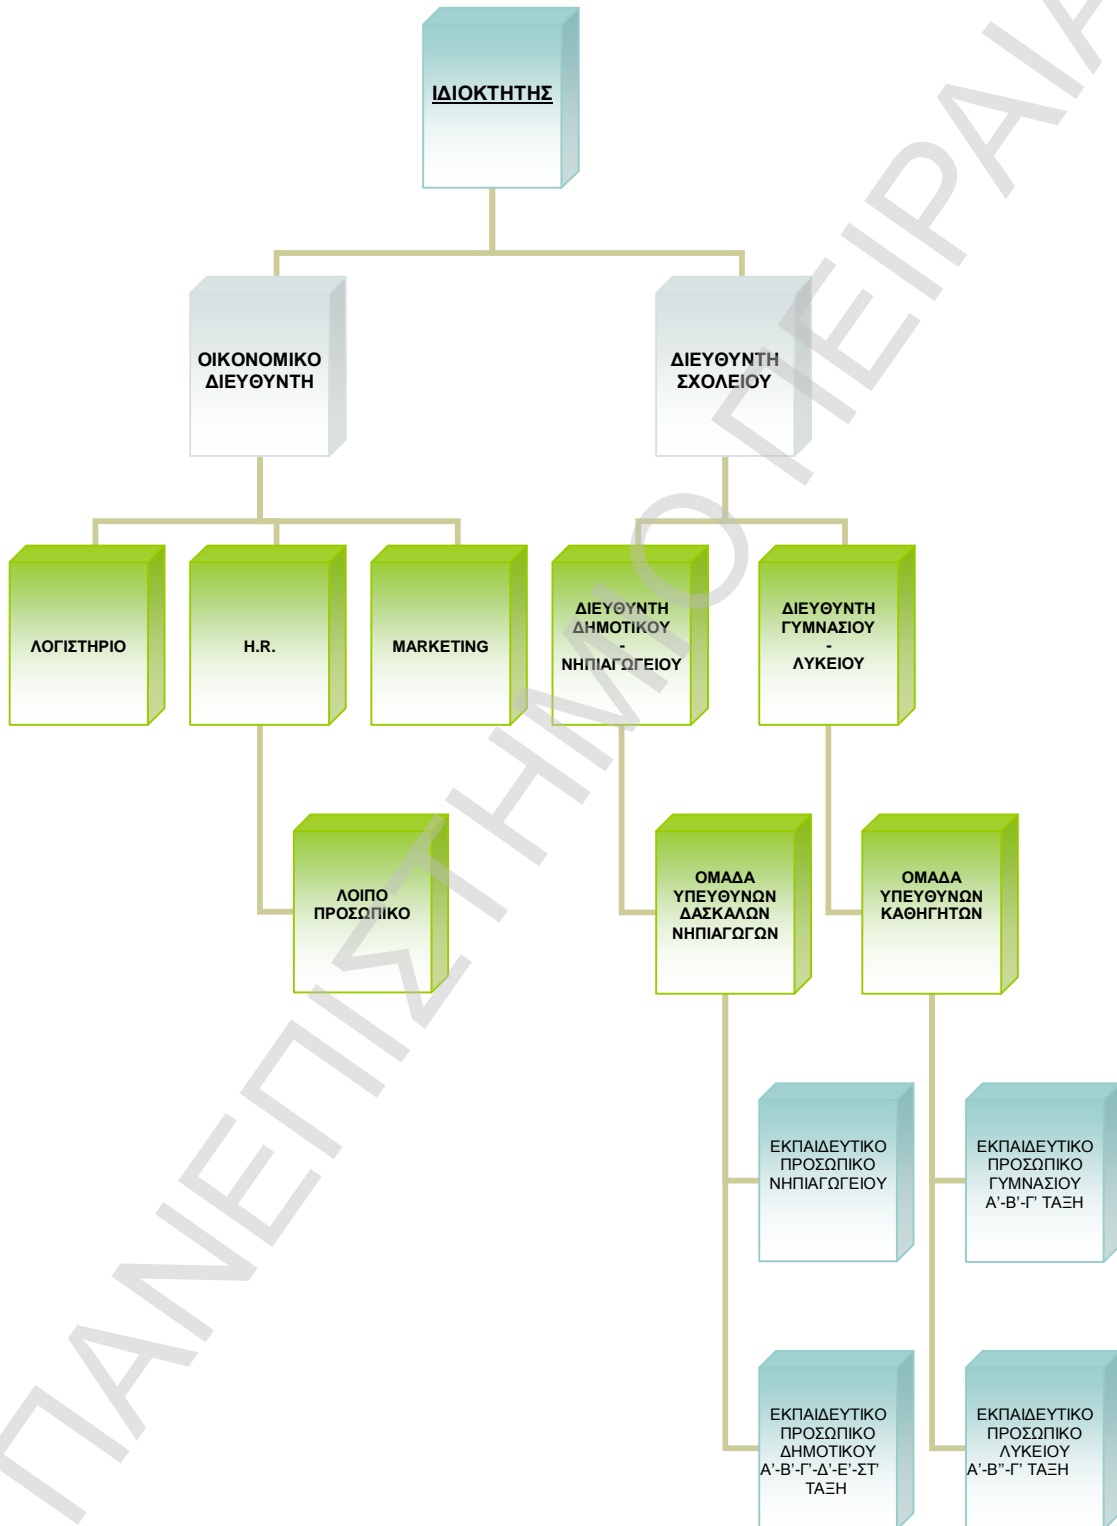 ΙΔΙΟΚΤΗΤΗΣ
ΟΙΚΟΝΟΜΙΚΟ
ΔΙΕΥΘΥΝΤΗ
ΔΙΕΥΘΥΝΤΗ
ΣΧΟΛΕΙΟΥ
ΛΟΓΙΣΤΗΡΙΟ
H.R.
MARKETING
ΔΙΕΥΘΥΝΤΗ
ΔΗΜΟΤΙΚΟΥ
-
ΝΗΠΙΑΓΩΓΕΙΟΥ
ΔΙΕΥΘΥΝΤΗ
ΓΥΜΝΑΣΙΟΥ
-
ΛΥΚΕΙΟΥ
ΛΟΙΠΟ
ΠΡΟΣΩΠΙΚΟ
ΟΜΑΔΑ
ΥΠΕΥΘΥΝΩΝ
ΔΑΣΚΑΛΩΝ
ΝΗΠΙΑΓΩΓΩΝ
ΟΜΑΔΑ
ΥΠΕΥΘΥΝΩΝ
ΚΑΘΗΓΗΤΩΝ
ΕΚΠΑΙΔΕΥΤΙΚΟ
ΠΡΟΣΩΠΙΚΟ
ΝΗΠΙΑΓΩΓΕΙΟΥ
ΕΚΠΑΙΔΕΥΤΙΚΟ
ΠΡΟΣΩΠΙΚΟ
ΓΥΜΝΑΣΙΟΥ
Α'-Β'-Γ' ΤΑΞΗ
ΕΚΠΑΙΔΕΥΤΙΚΟ
ΠΡΟΣΩΠΙΚΟ
ΔΗΜΟΤΙΚΟΥ
Α'-Β'-Γ'-Δ'-Ε'-ΣΤ'
ΤΑΞΗ
ΕΚΠΑΙΔΕΥΤΙΚΟ
ΠΡΟΣΩΠΙΚΟ
ΛΥΚΕΙΟΥ
Α'-Β''-Γ' ΤΑΞΗ
ΠΑΝΕΠΙΣΤΗΜΙΟ ΠΕΙΡΑΙΑ